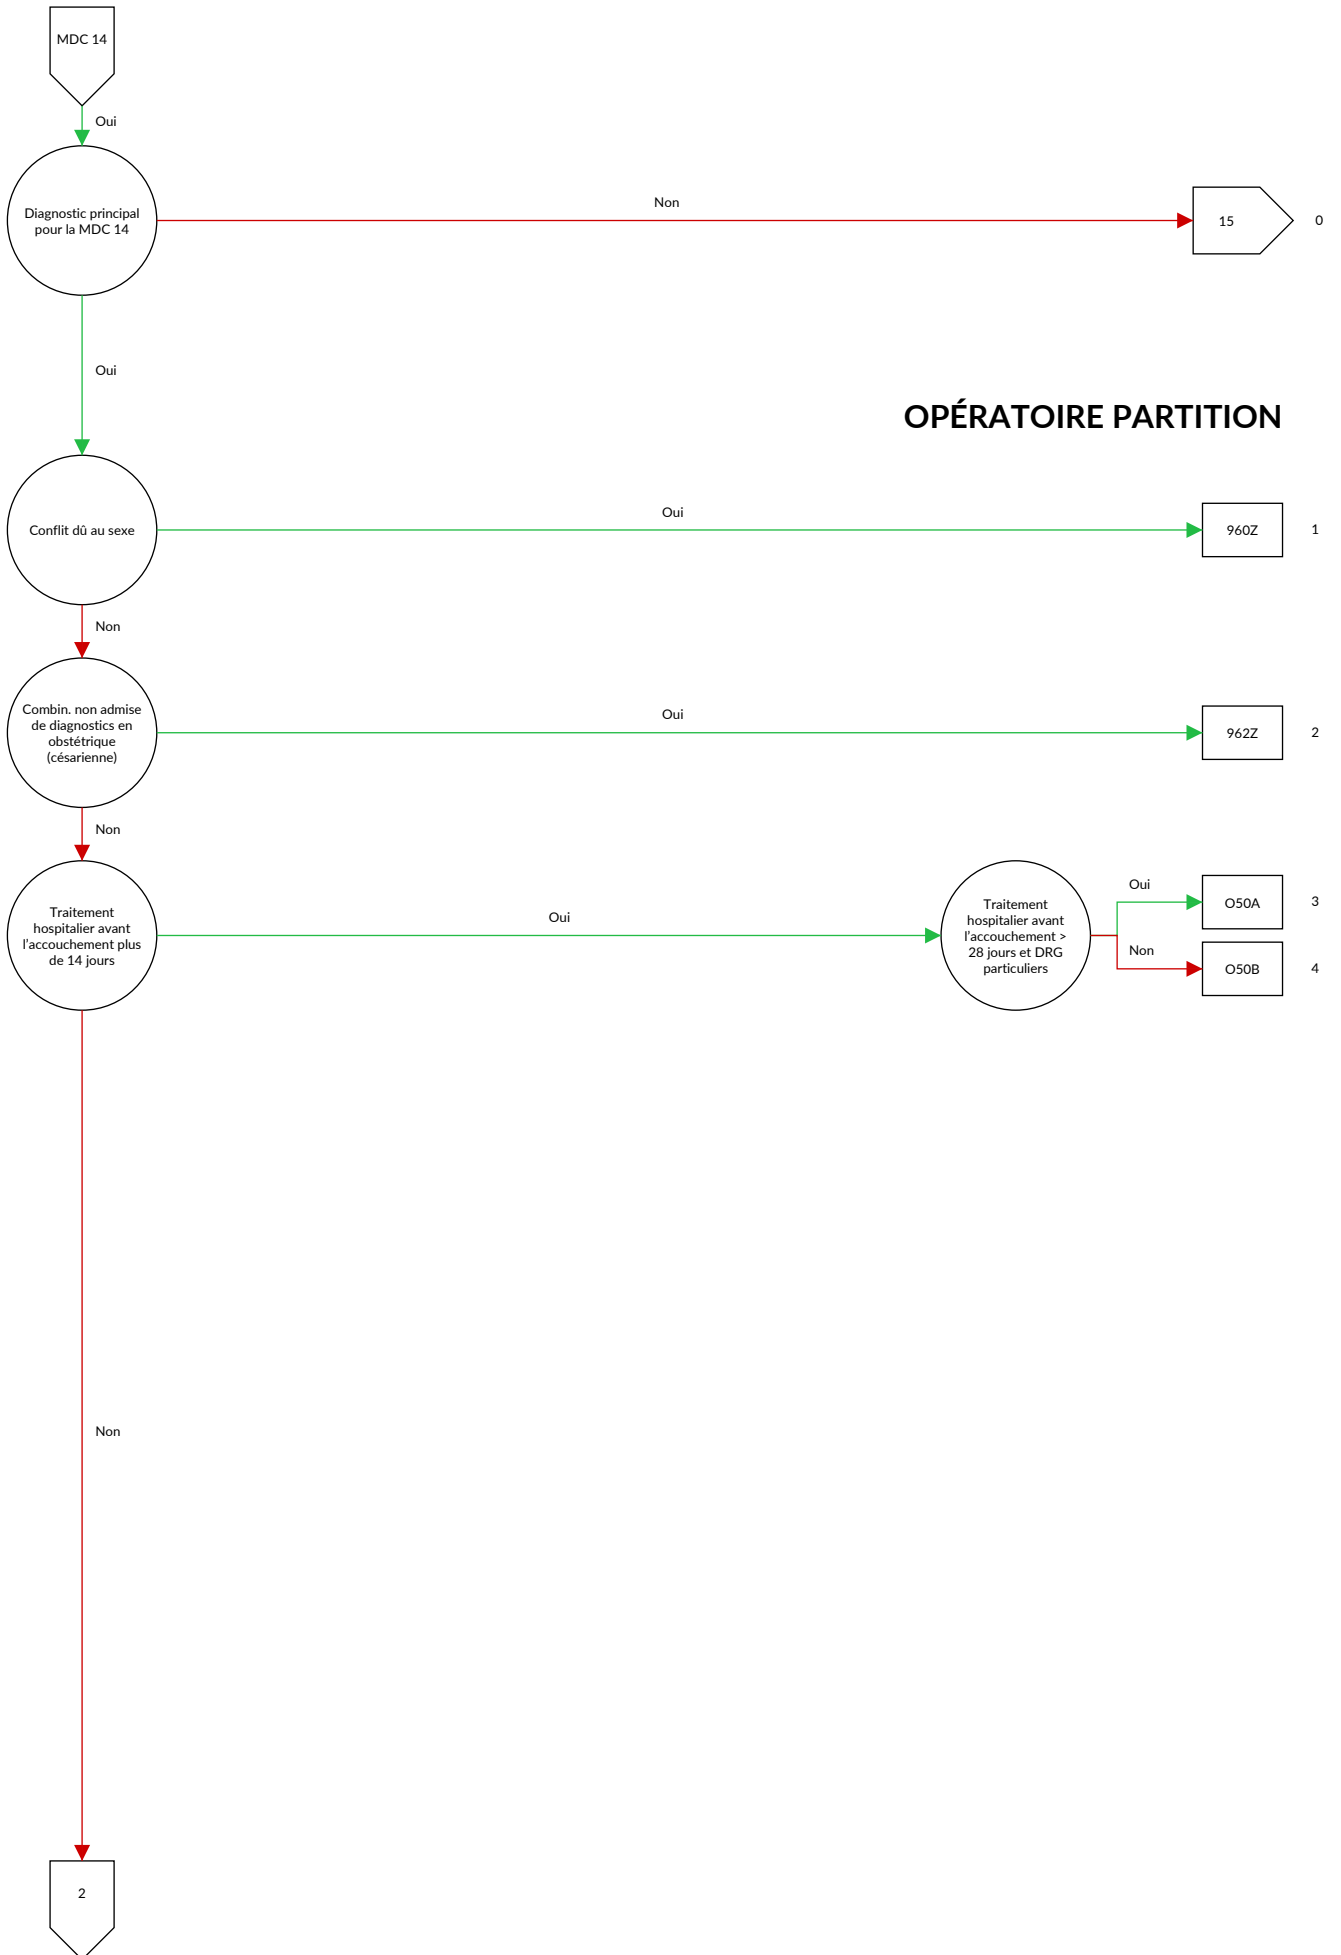 MDC 14
Oui
Diagnostic principal
pour la MDC 14
Non
15
0
Oui
OPÉRATOIRE PARTITION
Conflit dû au sexe
Oui
960Z
1
Non
Combin. non admise
de diagnostics en
obstétrique
(césarienne)
Oui
962Z
2
Non
Traitement
hospitalier avant
l'accouchement plus
de 14 jours
Oui
Traitement
hospitalier avant
l'accouchement >
28 jours et DRG
particuliers
Oui
O50A
3
Non
O50B
4
Non
2